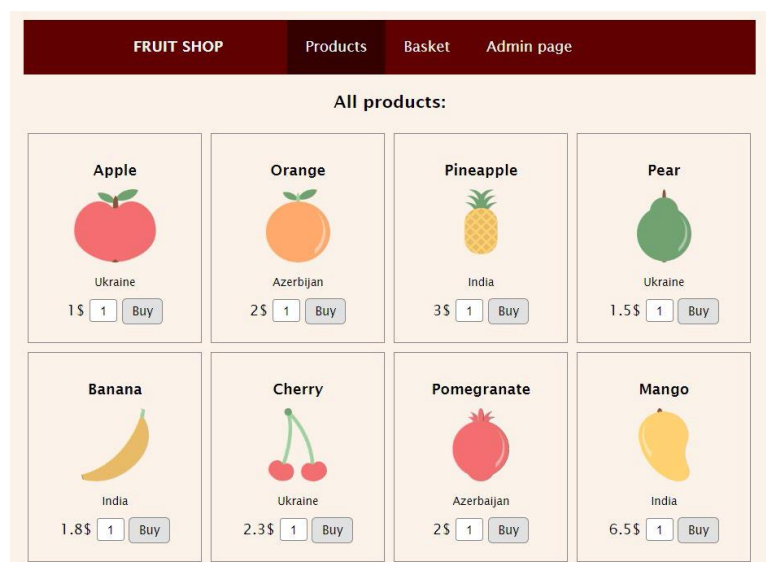 FRUIT SHOP Products Basket Admin page
All products:
Apple Orange Pineapple Pear
Ukraine Azerbijan India Ukraine
1$ 1 Buy 2$ 1 Buy 3$ 1 Buy 1.5$ 1 Buy
Banana Cherry Pomegranate Mango
India Ukraine Azerbaijan India
1.8$ 1 Buy 2.3$ 1 Buy 2$ 1 Buy 6.5$ 1 Buy